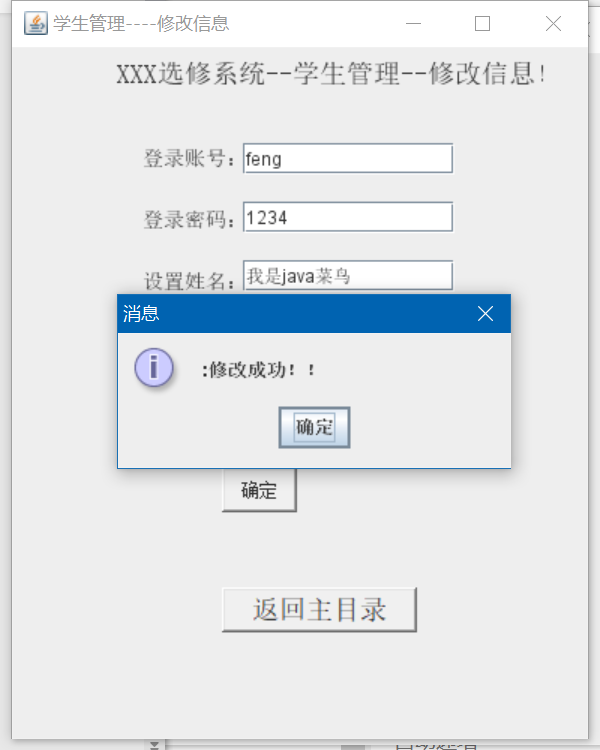 学生管理----修改信息
XXX选修系统--学生管理--修改信息!
登录账号: feng
登录密码: 1234
设置姓名: 我是java菜鸟
消息
:修改成功！！
确定
确定
返回主目录